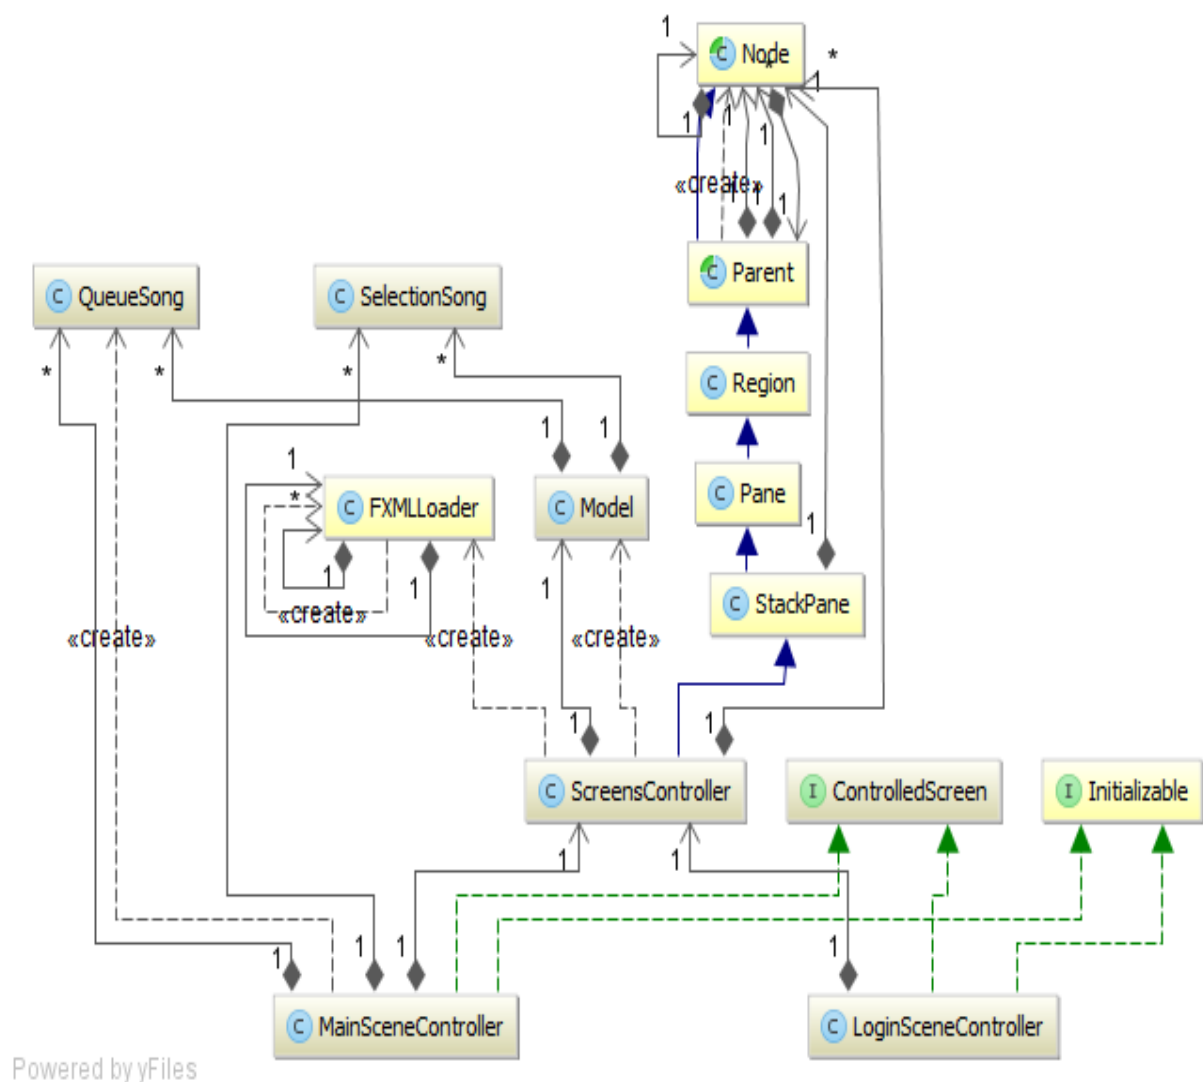 1
C Node
*
*
1
1
1
1
«create»
1
1
1
C Parent
C QueueSong
C SelectionSong
*
*
*
*
C Region
1
1
1
*
C FXMLLoader
C Model
C Pane
1
1
1
1
1
«create»
«create»
«create»
«create»
C StackPane
1
1
C ScreensController
I ControlledScreen
I Initializable
1
1
1
1
1
1
C MainSceneController
C LoginSceneController
Powered by yFiles